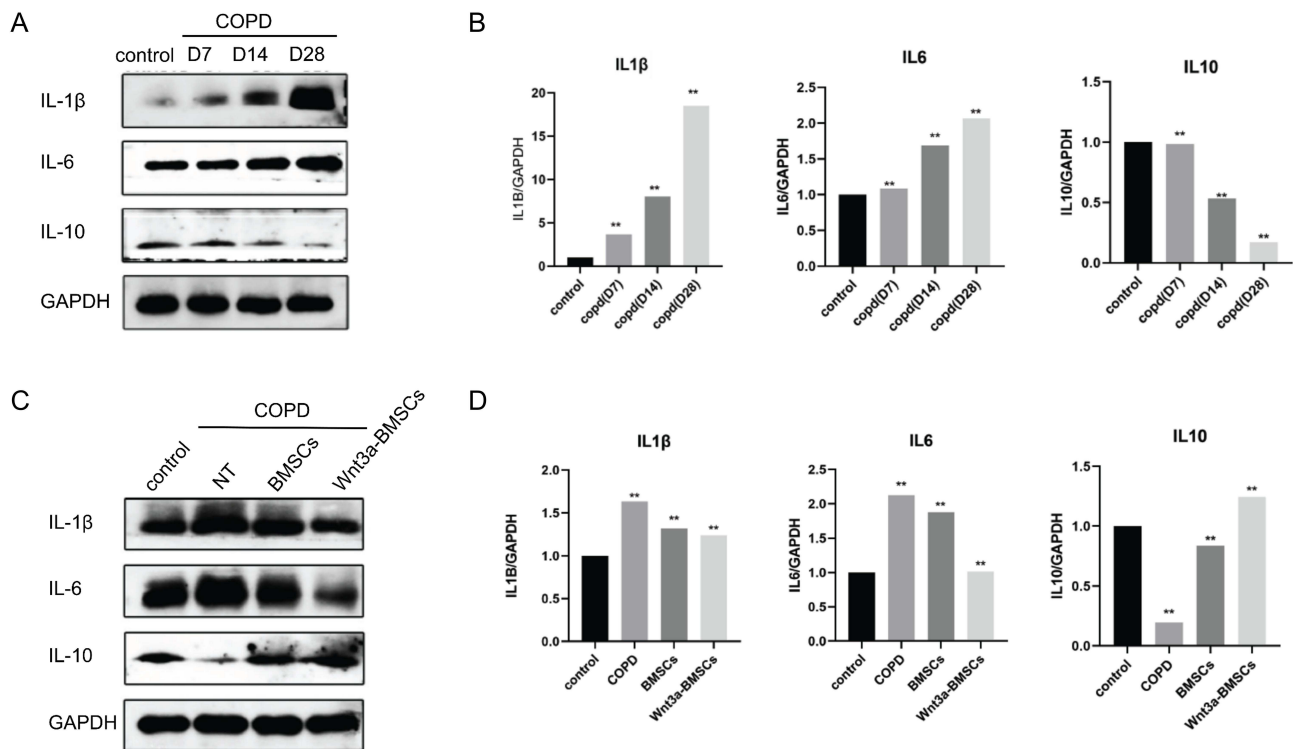 A
COPD
control D7 D14 D28
IL-1β
IL-6
IL-10
GAPDH
B
IL1β
IL1B/GAPDH
20
15
10
5
0
**
**
**
control
copd(D7)
copd(D14)
copd(D28)
IL6
IL6/GAPDH
2.5
2.0
1.5
1.0
0.5
0.0
**
**
**
control
copd(D7)
copd(D14)
copd(D28)
IL10
IL10/GAPDH
1.5
1.0
0.5
0.0
**
**
**
control
copd(D7)
copd(D14)
copd(D28)
C
COPD
control
NT
BMSCs
Wnt3a-BMSCs
IL-1β
IL-6
IL-10
GAPDH
D
IL1β
IL1B/GAPDH
2.0
1.5
1.0
0.5
0.0
**
**
**
control
COPD
BMSCs
Wnt3a-BMSCs
IL6
IL6/GAPDH
2.5
2.0
1.5
1.0
0.5
0.0
**
**
**
control
COPD
BMSCs
Wnt3a-BMSCs
IL10
IL10/GAPDH
1.5
1.0
0.5
0.0
**
**
**
control
COPD
BMSCs
Wnt3a-BMSCs